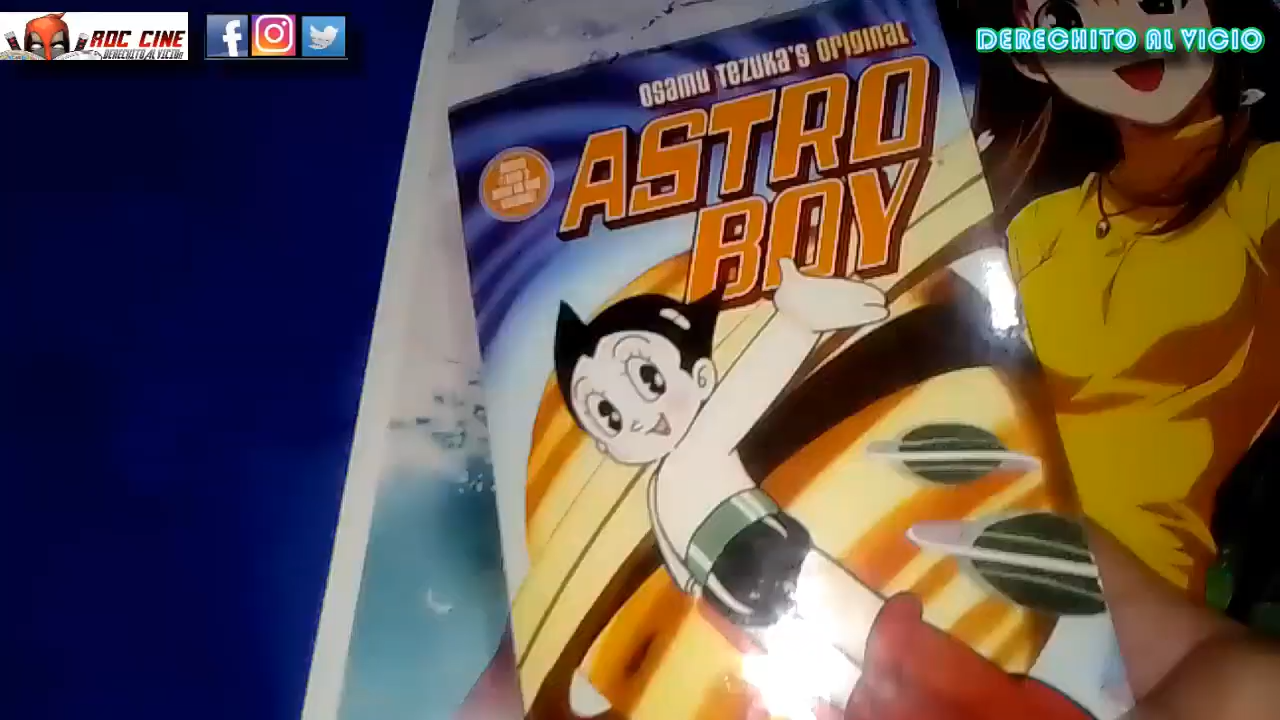 ROC CINE
DERECHITO AL VICIO!
DERECHITO AL VICIO
OSAMU TEZUKA'S ORIGINAL
ASTRO
BOY